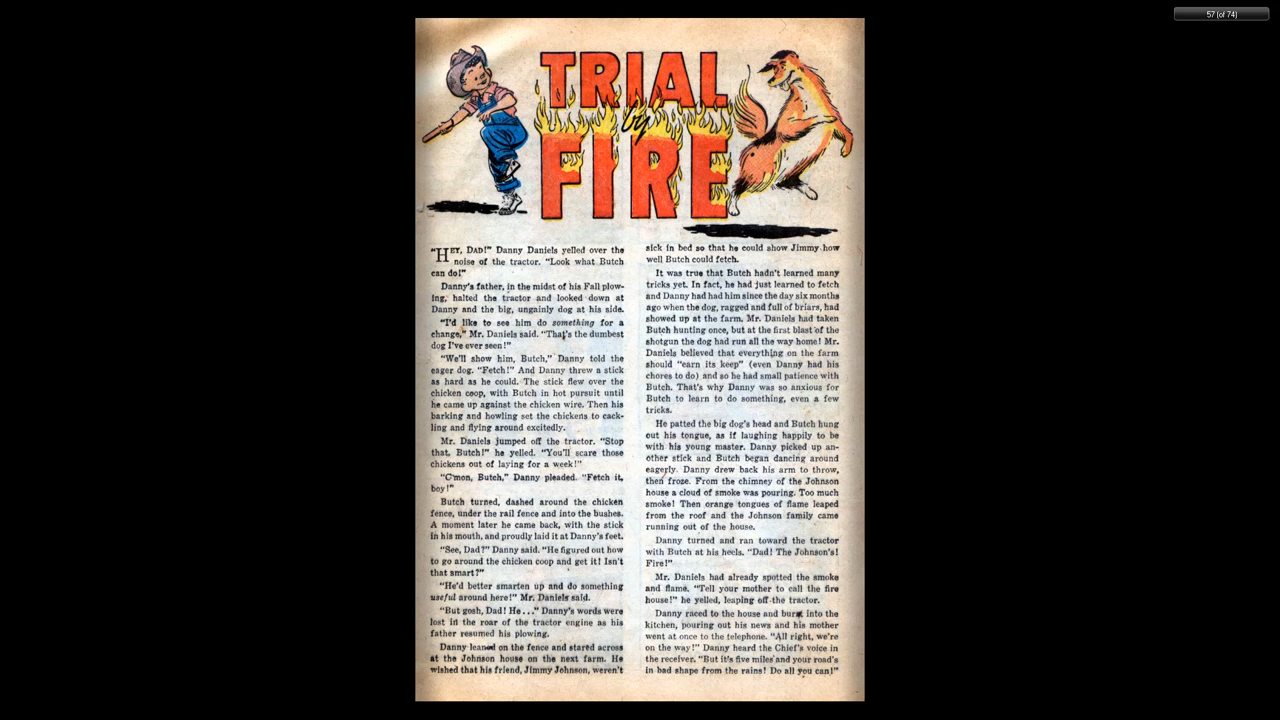 57 (of 74)
TRIAL
by
FIRE
"HEY, DAD!" Danny Daniels yelled over the
noise of the tractor. "Look what Butch
can do!"
Danny's father, in the midst of his Fall plow-
ing, halted the tractor and looked down at
Danny and the big, ungainly dog at his side.
"I'd like to see him do something for a
change," Mr. Daniels said. "That's the dumbest
dog I've ever seen!"
"We'll show him, Butch," Danny told the
eager dog. "Fetch!" And Danny threw a stick
as hard as he could. The stick flew over the
chicken coop, with Butch in hot pursuit until
he came up against the chicken wire. Then his
barking and howling set the chickens to cack-
ling and flying around excitedly.
Mr. Daniels jumped off the tractor. "Stop
that, Butch!" he yelled. "You'll scare those
chickens out of laying for a week!"
"C'mon, Butch," Danny pleaded. "Fetch it,
boy!"
Butch turned, dashed around the chicken
fence, under the rail fence and into the bushes.
A moment later he came back, with the stick
in his mouth, and proudly laid it at Danny's feet.
"See, Dad?" Danny said. "He figured out how
to go around the chicken coop and get it! Isn't
that smart?"
"He'd better smarten up and do something
useful around here!" Mr. Daniels said.
"But gosh, Dad! He..." Danny's words were
lost in the roar of the tractor engine as his
father resumed his plowing.
Danny leaned on the fence and stared across
at the Johnson house on the next farm. He
wished that his friend, Jimmy Johnson, weren't
sick in bed so that he could show Jimmy how
well Butch could fetch.
It was true that Butch hadn't learned many
tricks yet. In fact, he had just learned to fetch
and Danny had had him since the day six months
ago when the dog, ragged and full of briars, had
showed up at the farm. Mr. Daniels had taken
Butch hunting once, but at the first blast of the
shotgun the dog had run all the way home! Mr.
Daniels believed that everything on the farm
should "earn its keep" (even Danny had his
chores to do) and so he had small patience with
Butch. That's why Danny was so anxious for
Butch to learn to do something, even a few
tricks.
He patted the big dog's head and Butch hung
out his tongue, as if laughing happily to be
with his young master. Danny picked up an-
other stick and Butch began dancing around
eagerly. Danny drew back his arm to throw,
then froze. From the chimney of the Johnson
house a cloud of smoke was pouring. Too much
smoke! Then orange tongues of flame leaped
from the roof and the Johnson family came
running out of the house.
Danny turned and ran toward the tractor
with Butch at his heels. "Dad! The Johnson's!
Fire!"
Mr. Daniels had already spotted the smoke
and flame. "Tell your mother to call the fire
house!" he yelled, leaping off the tractor.
Danny raced to the house and burst into the
kitchen, pouring out his news and his mother
went at once to the telephone. "All right, we're
on the way!" Danny heard the Chief's voice in
the receiver. "But it's five miles and your road's
in bad shape from the rains! Do all you can!"